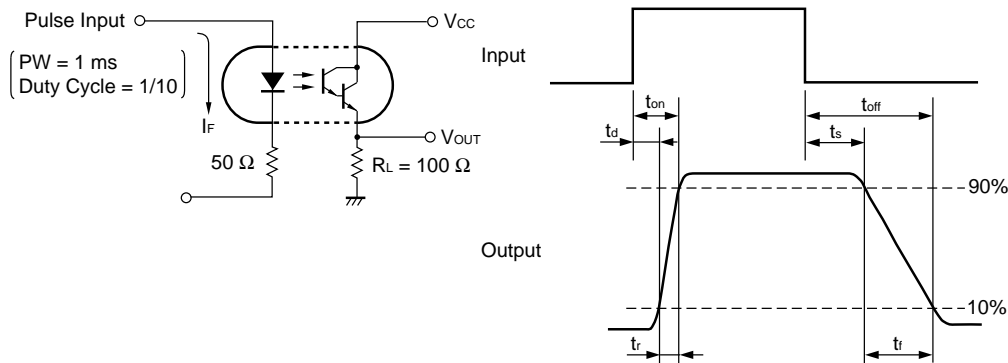 Pulse Input
PW = 1 ms
Duty Cycle = 1/10
IF
50 Ω
VCC
VOUT
RL = 100 Ω
Input
ton
toff
td
ts
90%
Output
10%
tr
tf